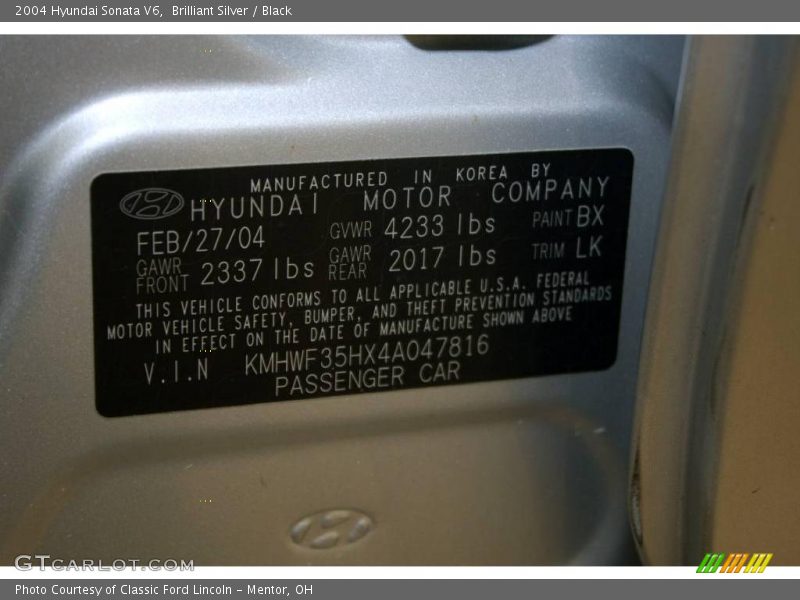 2004 Hyundai Sonata V6,  Brilliant Silver / Black
MANUFACTURED IN KOREA BY
HYUNDAI MOTOR COMPANY
FEB/27/04 GVWR 4233 lbs PAINT BX
GAWR FRONT 2337 lbs GAWR REAR 2017 lbs TRIM LK
THIS VEHICLE CONFORMS TO ALL APPLICABLE U.S.A. FEDERAL
MOTOR VEHICLE SAFETY, BUMPER, AND THEFT PREVENTION STANDARDS
IN EFFECT ON THE DATE OF MANUFACTURE SHOWN ABOVE
V.I.N KMHWF35HX4A047816
PASSENGER CAR
GTCARLOT.COM
Photo Courtesy of Classic Ford Lincoln - Mentor, OH